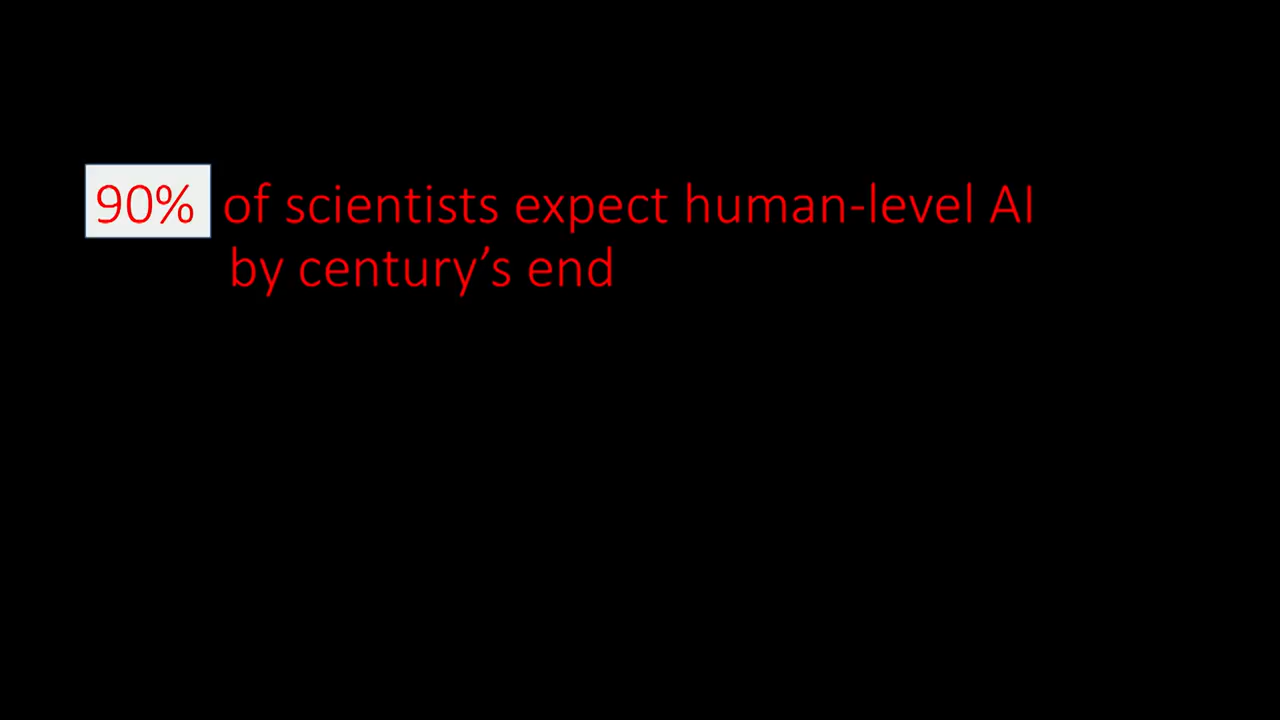 90% of scientists expect human-level AI
by century’s end